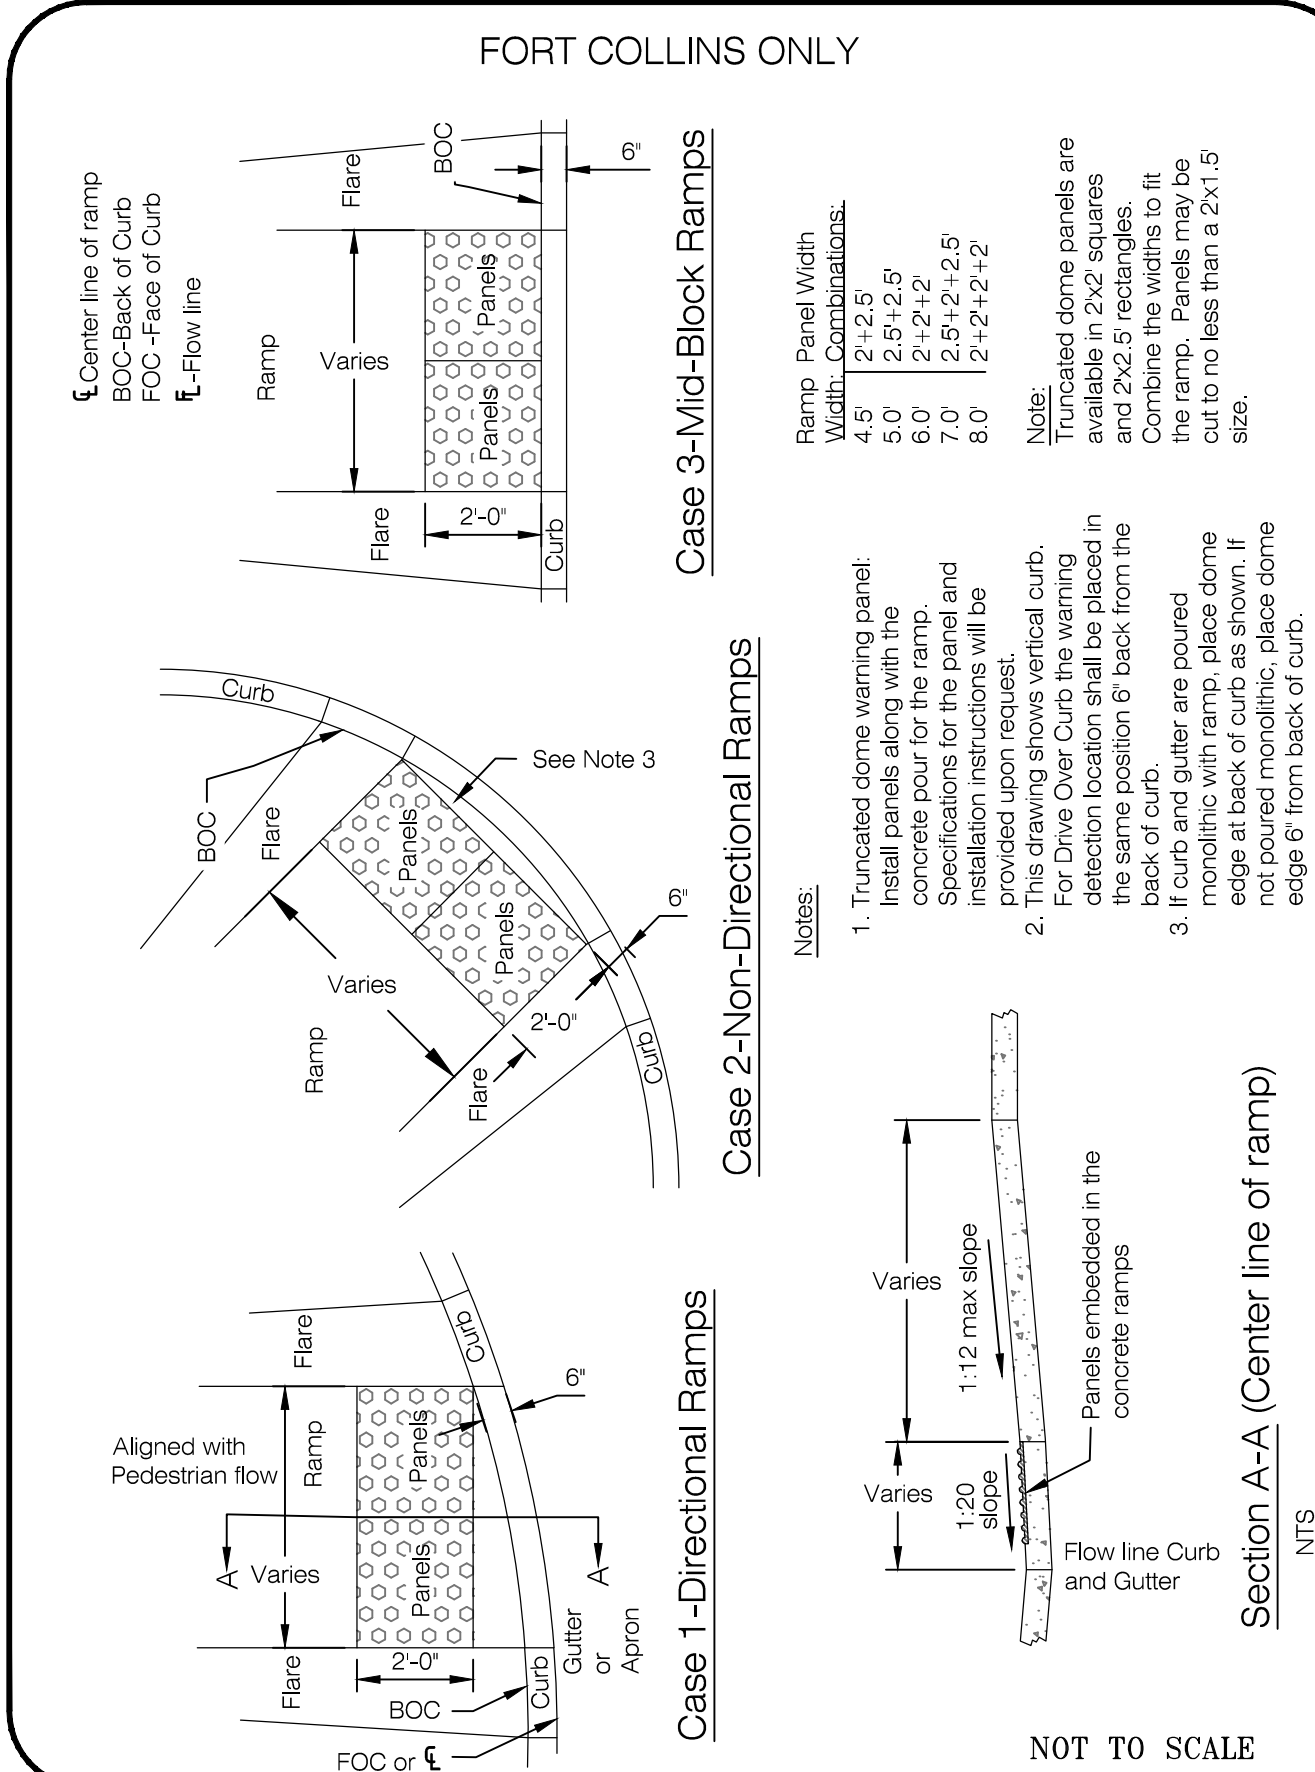 FORT COLLINS ONLY
℄ Center line of ramp
BOC-Back of Curb
FOC -Face of Curb
FL-Flow line
Aligned with
Pedestrian flow
Flare
Ramp
Varies
Flare
A
A
Panels
Panels
2'-0"
6"
BOC
Curb
Curb
FOC or ℄
Gutter
or
Apron
Case 1-Directional Ramps
Curb
BOC
Flare
Ramp
Varies
Panels
Panels
See Note 3
6"
2'-0"
Flare
Curb
Case 2-Non-Directional Ramps
Ramp
Flare
Varies
Flare
BOC
Panels
Panels
2'-0"
6"
Curb
Case 3-Mid-Block Ramps
Varies
Varies
1:20
slope
1:12 max slope
Flow line Curb
and Gutter
Panels embedded in the
concrete ramps
Section A-A (Center line of ramp)
NTS
Notes:
1. Truncated dome warning panel:
Install panels along with the
concrete pour for the ramp.
Specifications for the panel and
installation instructions will be
provided upon request.
2. This drawing shows vertical curb.
For Drive Over Curb the warning
detection location shall be placed in
the same position 6" back from the
back of curb.
3. If curb and gutter are poured
monolithic with ramp, place dome
edge at back of curb as shown. If
not poured monolithic, place dome
edge 6" from back of curb.
Ramp Panel Width
Width: Combinations:
4.5' 2'+2.5'
5.0' 2.5'+2.5'
6.0' 2'+2'+2'
7.0' 2.5'+2'+2.5'
8.0' 2'+2'+2'+2'
Note:
Truncated dome panels are
available in 2'x2' squares
and 2'x2.5' rectangles.
Combine the widths to fit
the ramp. Panels may be
cut to no less than a 2'x1.5'
size.
NOT TO SCALE